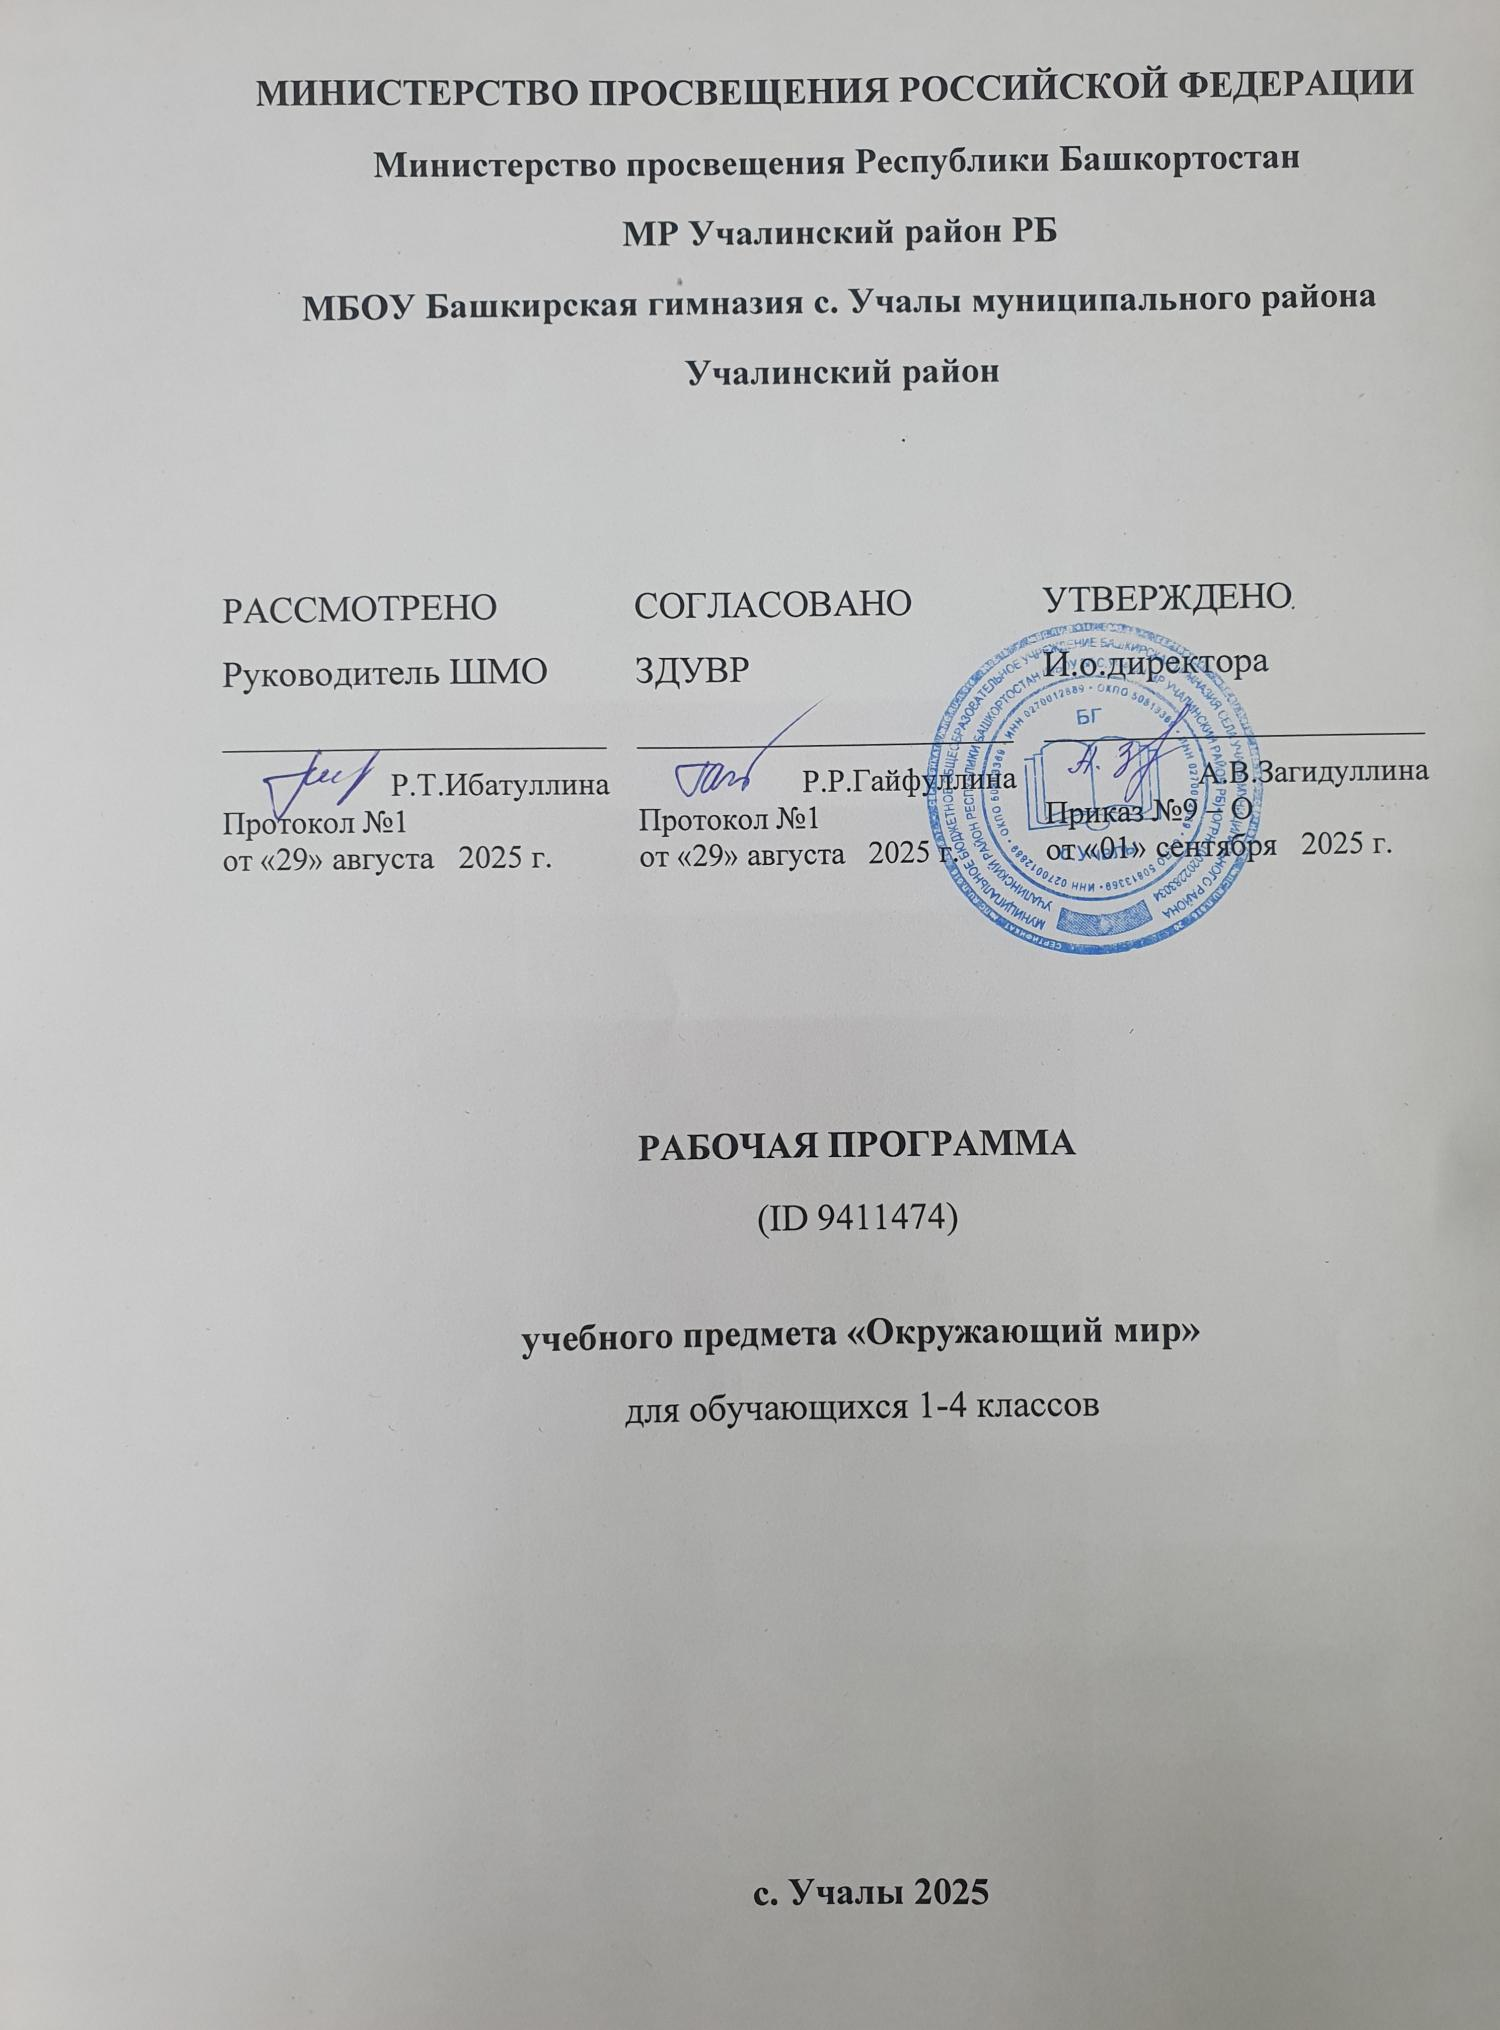 МИНИСТЕРСТВО ПРОСВЕЩЕНИЯ РОССИЙСКОЙ ФЕДЕРАЦИИ
Министерство просвещения Республики Башкортостан
МР Учалинский район РБ
МБОУ Башкирская гимназия с. Учалы муниципального района
Учалинский район
РАССМОТРЕНО
Руководитель ШМО
Р.Т.Ибатуллина
Протокол №1
от «29» августа 2025 г.
СОГЛАСОВАНО
ЗДУВР
Р.Р.Гайфуллина
Протокол №1
от «29» августа 2025 г.
УТВЕРЖДЕНО
И.о.директора
А.В.Загидуллина
Приказ №9 – О
от «01» сентября 2025 г.
БГ
с. Учалы
РАБОЧАЯ ПРОГРАММА
(ID 9411474)
учебного предмета «Окружающий мир»
для обучающихся 1-4 классов
с. Учалы 2025